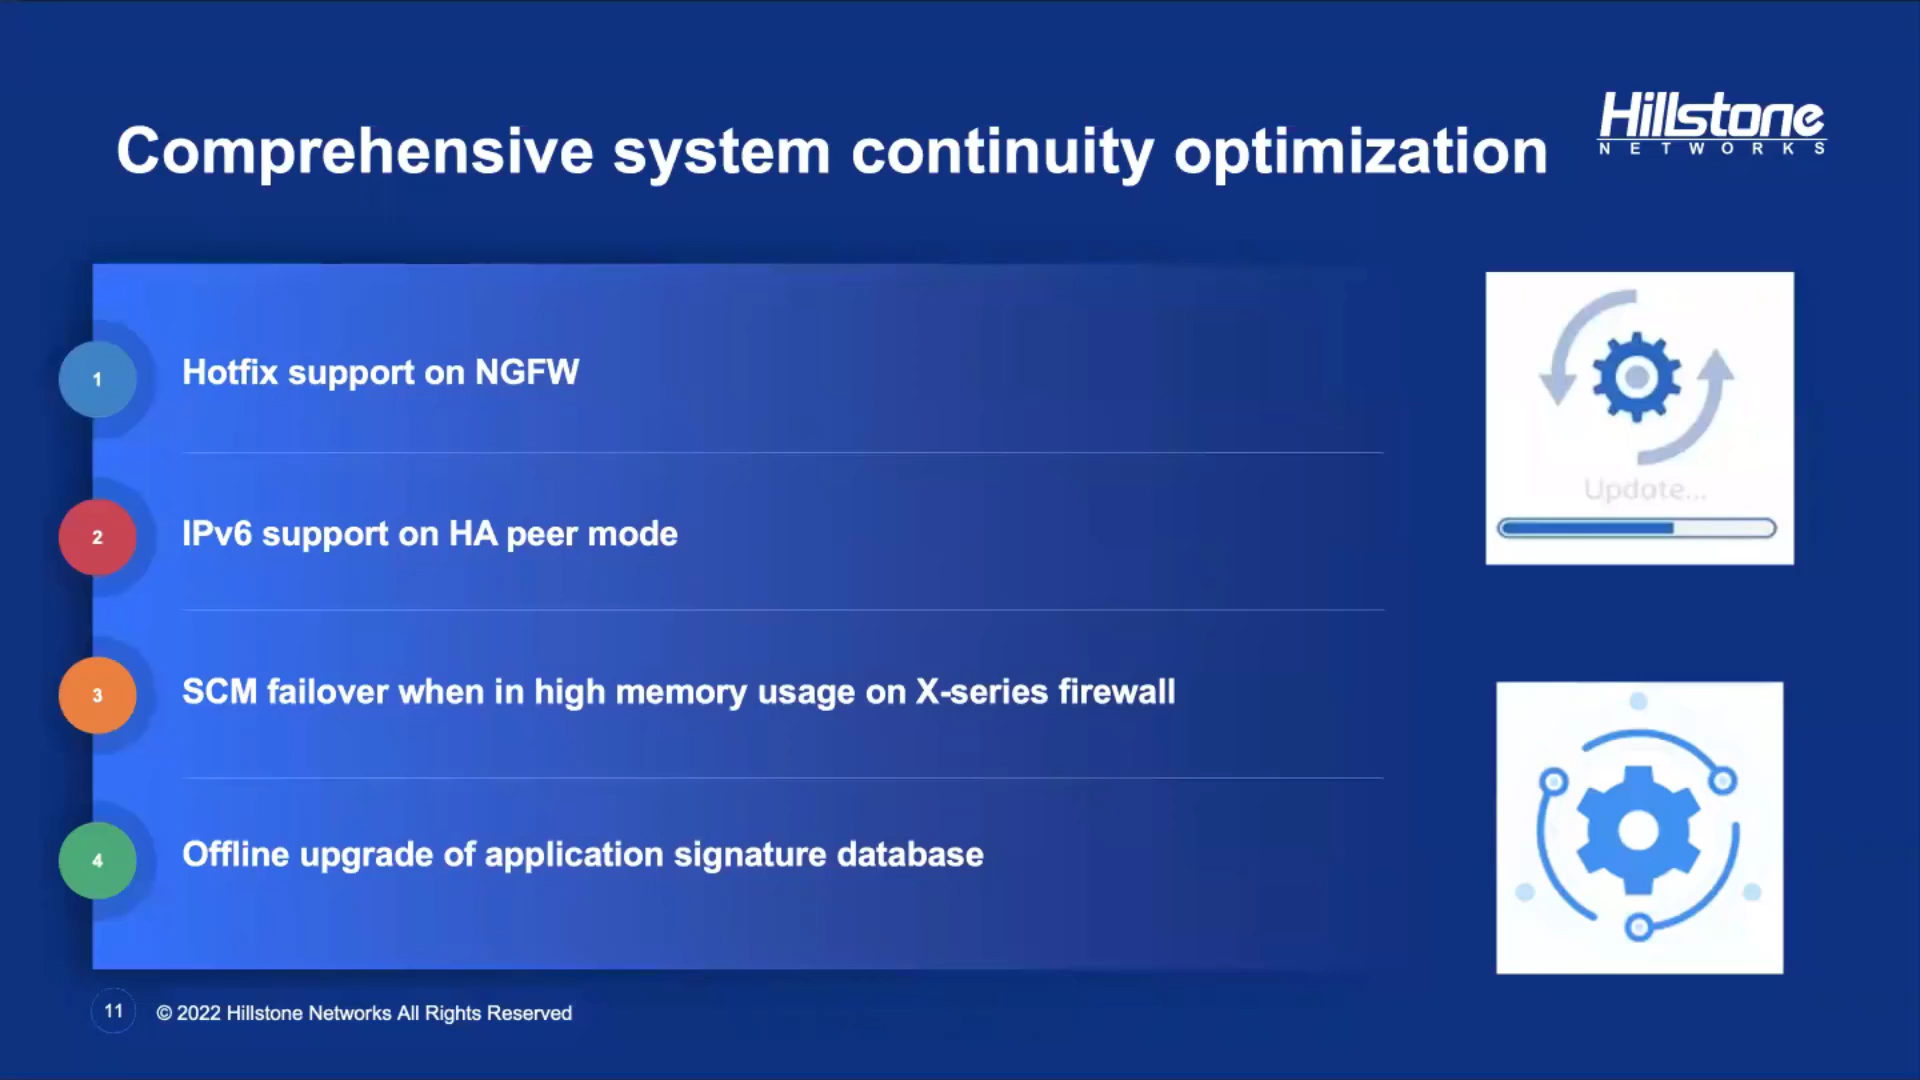 Comprehensive system continuity optimization
Hillstone
NETWORKS
1
Hotfix support on NGFW
2
IPv6 support on HA peer mode
3
SCM failover when in high memory usage on X-series firewall
4
Offline upgrade of application signature database
Update...
11
© 2022 Hillstone Networks All Rights Reserved